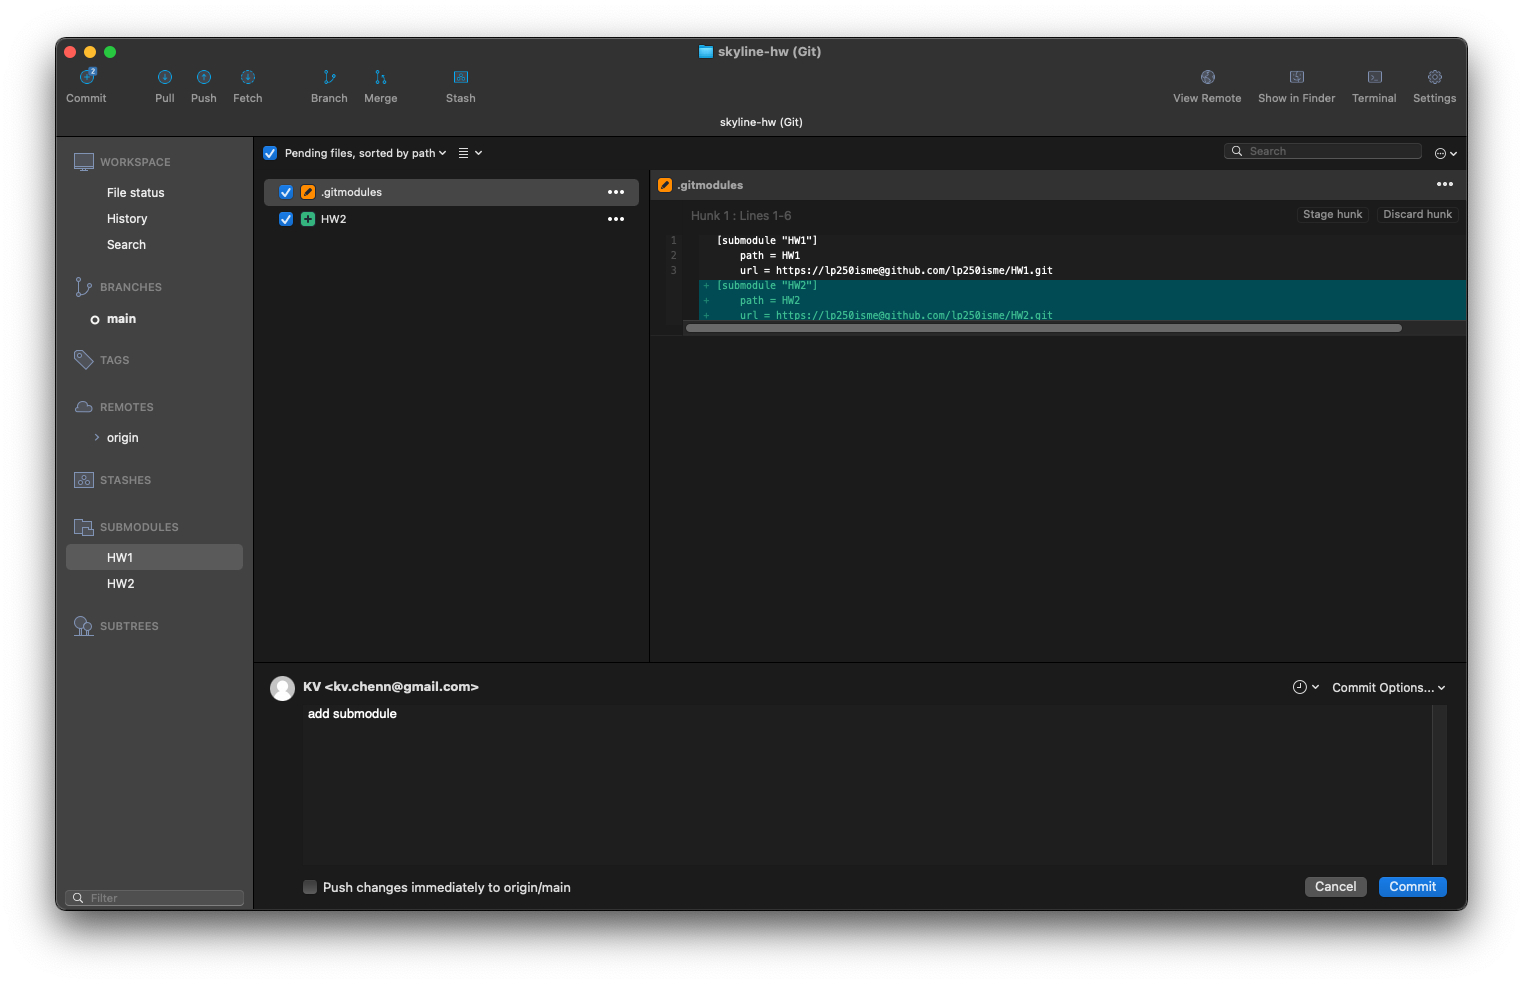 skyline-hw (Git)
2
Commit
Pull
Push
Fetch
Branch
Merge
Stash
View Remote
Show in Finder
Terminal
Settings
skyline-hw (Git)
WORKSPACE
File status
History
Search
BRANCHES
main
TAGS
REMOTES
origin
STASHES
SUBMODULES
HW1
HW2
SUBTREES
Filter
Pending files, sorted by path
Search
.gitmodules
HW2
.gitmodules
Hunk 1 : Lines 1-6
Stage hunk
Discard hunk
1 [submodule "HW1"]
2 path = HW1
3 url = https://lp250isme@github.com/lp250isme/HW1.git
+ [submodule "HW2"]
+ path = HW2
+ url = https://lp250isme@github.com/lp250isme/HW2.git
KV <kv.chenn@gmail.com>
Commit Options...
add submodule
Push changes immediately to origin/main
Cancel
Commit